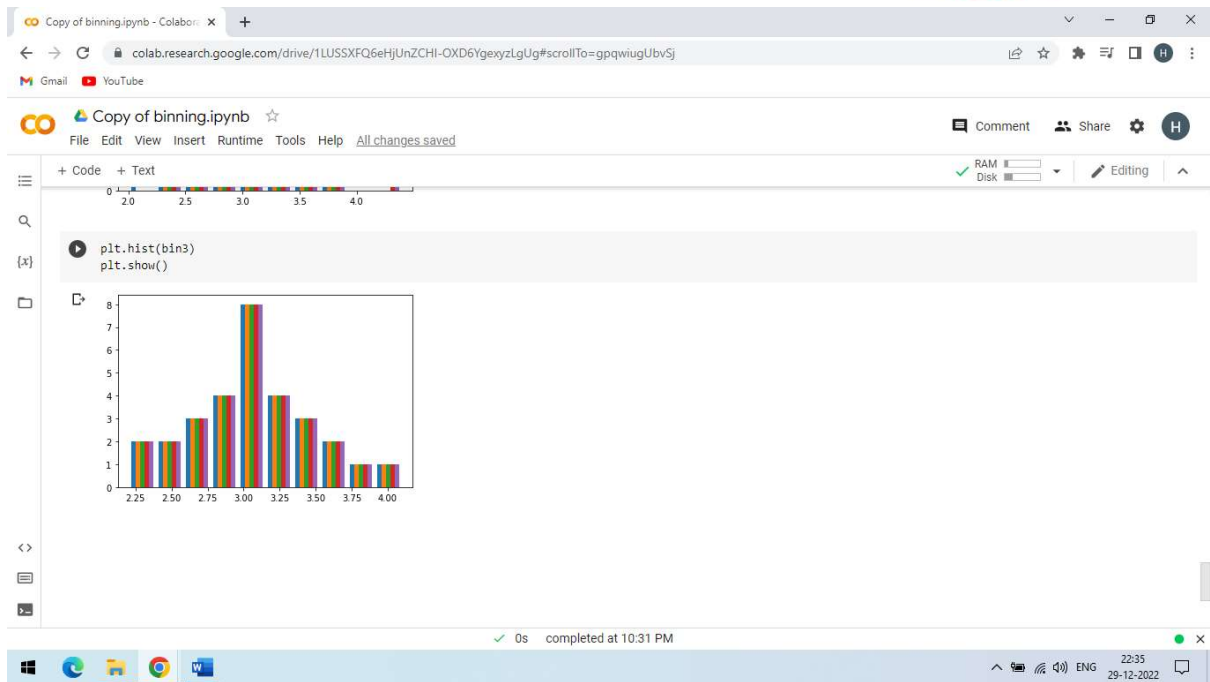 Copy of binning.ipynb - Colabora
colab.research.google.com/drive/1LUSSXFQ6eHjUnZCHI-OXD6YgexyzLgUg#scrollTo=gpqwiugUbvSj
H
Gmail YouTube
CO Copy of binning.ipynb
Comment Share H
File Edit View Insert Runtime Tools Help All changes saved
+ Code + Text
RAM
Disk
Editing
0
2.0 2.5 3.0 3.5 4.0
{x}
plt.hist(bin3)
plt.show()
8
7
6
5
4
3
2
1
0
2.25 2.50 2.75 3.00 3.25 3.50 3.75 4.00
0s completed at 10:31 PM
ENG
22:35
29-12-2022